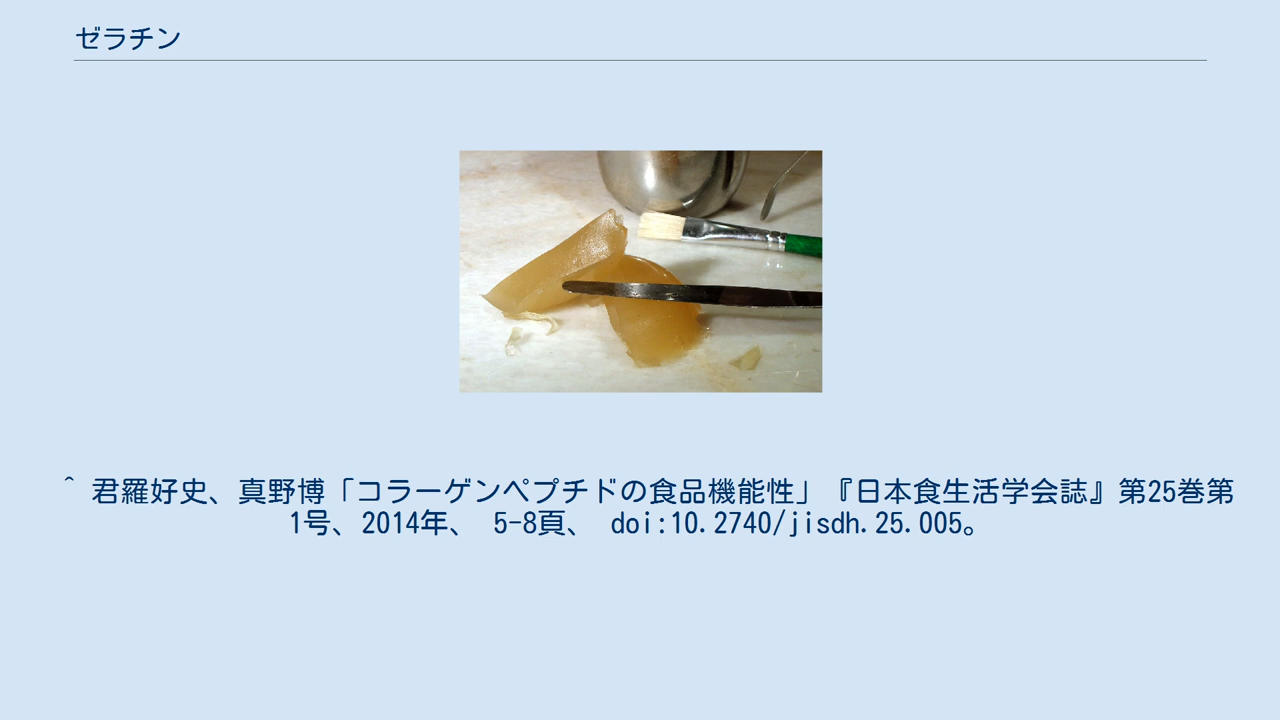 ゼラチン
^ 君羅好史、真野博「コラーゲンペプチドの食品機能性」『日本食生活学会誌』第25巻第
1号、2014年、 5-8頁、 doi:10.2740/jisdh.25.005。